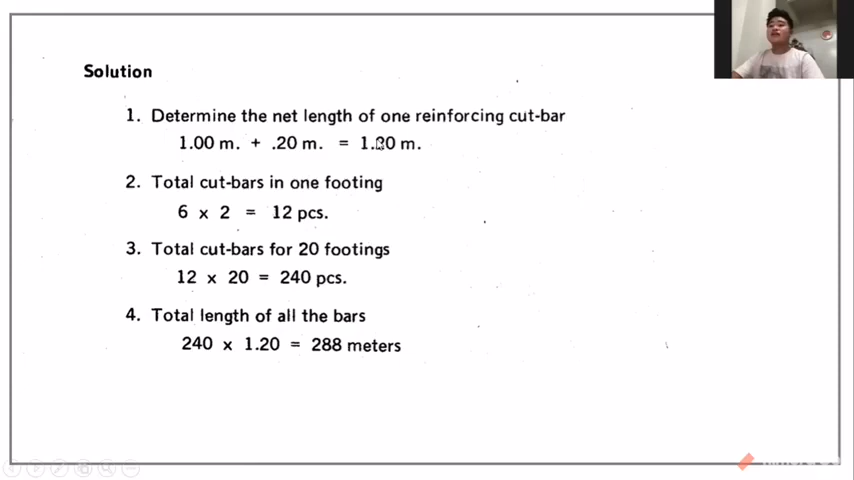 Solution
1. Determine the net length of one reinforcing cut-bar
1.00 m. + .20 m. = 1.20 m.
2. Total cut-bars in one footing
6 x 2 = 12 pcs.
3. Total cut-bars for 20 footings
12 x 20 = 240 pcs.
4. Total length of all the bars
240 x 1.20 = 288 meters